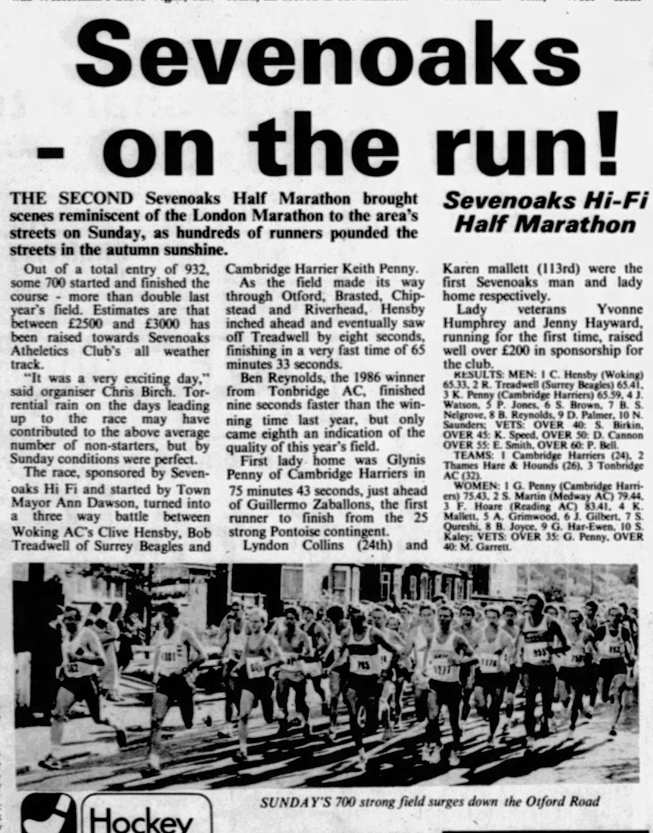 Sevenoaks
- on the run!
THE SECOND Sevenoaks Half Marathon brought
scenes reminiscent of the London Marathon to the area's
streets on Sunday, as hundreds of runners pounded the
streets in the autumn sunshine.
Sevenoaks Hi-Fi
Half Marathon
Out of a total entry of 932,
some 700 started and finished the
course - more than double last
year's field. Estimates are that
between £2500 and £3000 has
been raised towards Sevenoaks
Atheletics Club's all weather
track.
"It was a very exciting day,"
said organiser Chris Birch. Tor-
rential rain on the days leading
up to the race may have
contributed to the above average
number of non-starters, but by
Sunday conditions were perfect.
The race, sponsored by Seven-
oaks Hi Fi and started by Town
Mayor Ann Dawson, turned into
a three way battle between
Woking AC's Clive Hensby, Bob
Treadwell of Surrey Beagles and
Cambridge Harrier Keith Penny.
As the field made its way
through Otford, Brasted, Chip-
stead and Riverhead, Hensby
inched ahead and eventually saw
off Treadwell by eight seconds,
finishing in a very fast time of 65
minutes 33 seconds.
Ben Reynolds, the 1986 winner
from Tonbridge AC, finished
nine seconds faster than the win-
ning time last year, but only
came eighth an indication of the
quality of this year's field.
First lady home was Glynis
Penny of Cambridge Harriers in
75 minutes 43 seconds, just ahead
of Guillermo Zaballons, the first
runner to finish from the 25
strong Pontoise contingent.
Lyndon Collins (24th) and
Karen mallett (113rd) were the
first Sevenoaks man and lady
home respectively.
Lady veterans Yvonne
Humphrey and Jenny Hayward,
running for the first time, raised
well over £200 in sponsorship for
the club.
RESULTS: MEN: 1 C. Hensby (Woking)
65.33, 2 R. Treadwell (Surrey Beagles) 65.41,
3 K. Penny (Cambridge Harriers) 65.59, 4 J.
Watson, 5 P. Jones, 6 S. Brown, 7 B. S.
Nelgrove, 8 B. Reynolds, 9 D. Palmer, 10 N.
Saunders; VETS: OVER 40: S. Birkin,
OVER 45: K. Speed, OVER 50: D. Cannon
OVER 55: E. Smith, OVER 60: P. Bell.
TEAMS: 1 Cambridge Harriers (24), 2
Thames Hare & Hounds (26), 3 Tonbridge
AC (32).
WOMEN: 1 G. Penny (Cambridge Harri-
ers) 75.43, 2 S. Martin (Medway AC) 79.44,
3 F. Hoare (Reading AC) 83.41, 4 K.
Mallett, 5 A. Grimwood, 6 J. Gilbert, 7 S.
Qureshi, 8 B. Joyce, 9 G. Har-Ewen, 10 S.
Kaley; VETS: OVER 35: G. Penny, OVER
40: M. Garrett.
SUNDAY'S 700 strong field surges down the Otford Road
Hockey